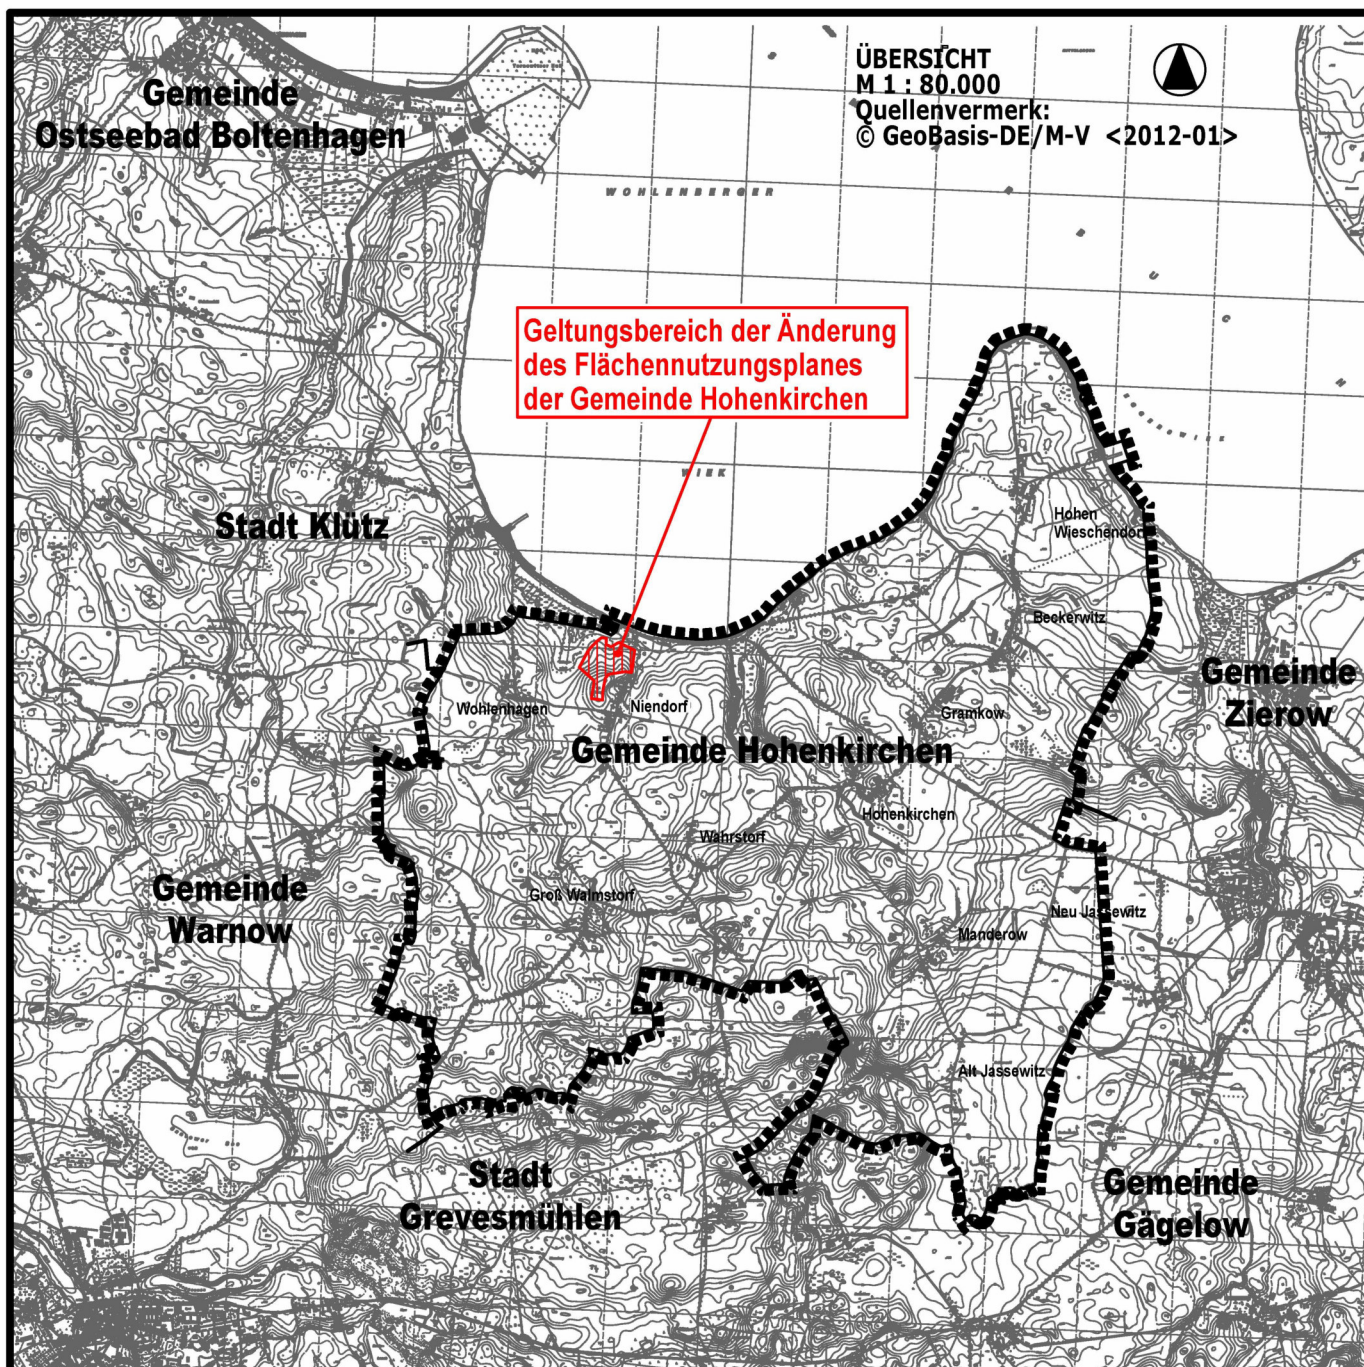 ÜBERSICHT
M 1 : 80.000
Quellenvermerk:
© GeoBasis-DE/M-V <2012-01>
Gemeinde
Ostseebad Boltenhagen
WOHLENBERGER
Geltungsbereich der Änderung
des Flächennutzungsplanes
der Gemeinde Hohenkirchen
WIEK
Stadt Klütz
Hohen
Wieschendorf
Beckerwitz
Gemeinde
Zierow
Wohlenhagen
Niendorf
Gramkow
Gemeinde Hohenkirchen
Hohenkirchen
Wahrstorf
Gemeinde
Warnow
Groß Walmstorf
Neu Jassewitz
Manderow
Alt Jassewitz
Stadt
Grevesmühlen
Gemeinde
Gägelow